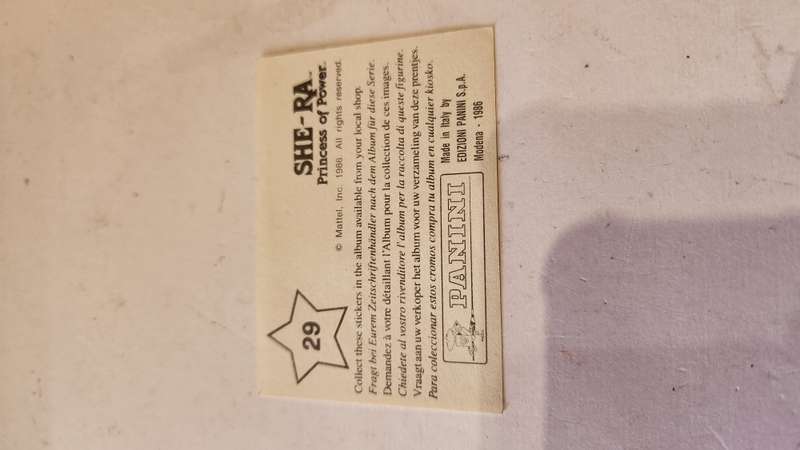 29
SHE-RA™
Princess of Power™
© Mattel, Inc. 1986. All rights reserved.
Collect these stickers in the album available from your local shop.
Fragt bei Eurem Zeitschriftenhändler nach dem Album für diese Serie.
Demandez à votre détaillant l'Album pour la collection de ces images.
Chiedete al vostro rivenditore l'album per la raccolta di queste figurine.
Vraagt aan uw verkoper het album voor uw verzameling van deze prentjes.
Para coleccionar estos cromos compra tu album en cualquier kiosko.
PANINI
Made in Italy by
EDIZIONI PANINI S.p.A.
Modena - 1986